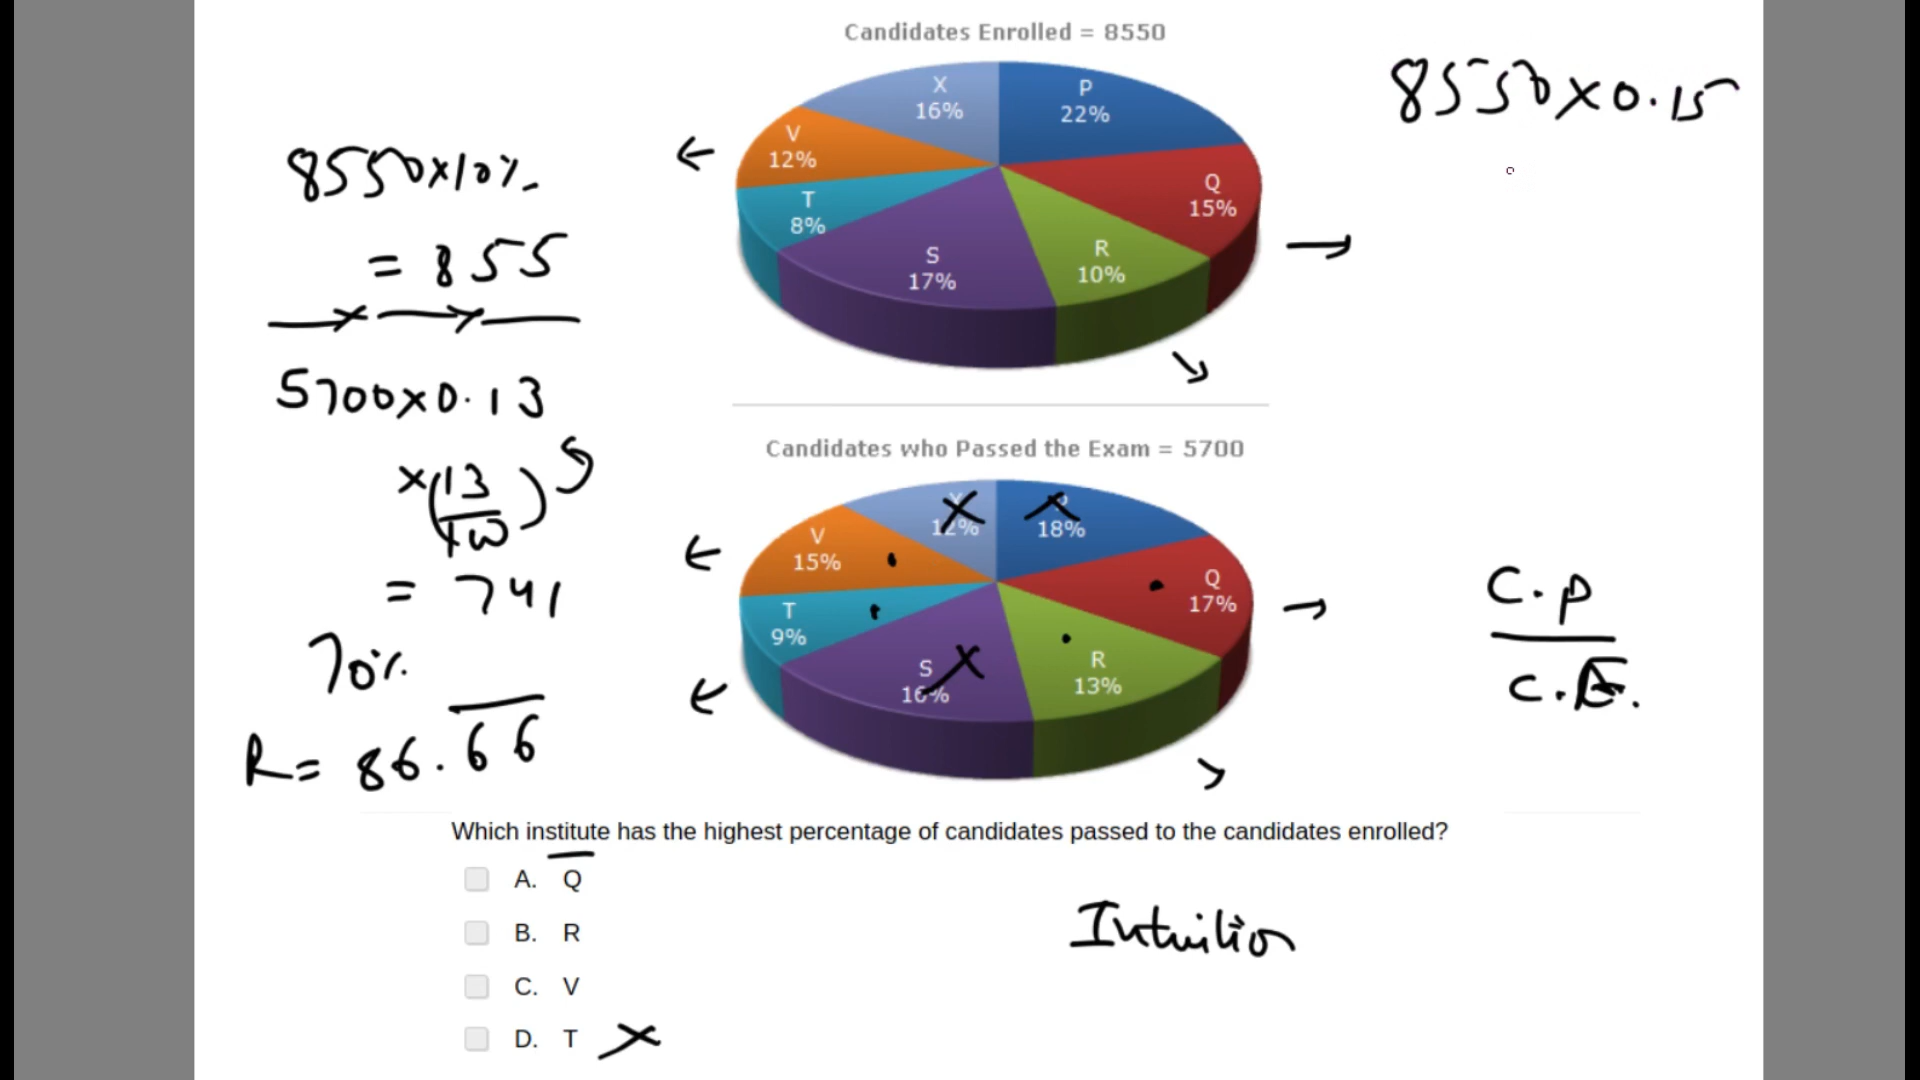 Candidates Enrolled = 8550
X
16%
P
22%
V
12%
Q
15%
T
8%
R
10%
S
17%
8550×0.15
8550×10%
= 855
5700×0.13
×(13/100)
= 741
70%
R = 86.66
Candidates who Passed the Exam = 5700
12%
P
18%
V
15%
Q
17%
T
9%
R
13%
S
16%
C.P
C.E.
Which institute has the highest percentage of candidates passed to the candidates enrolled?
A. Q
B. R
C. V
D. T
Intuition